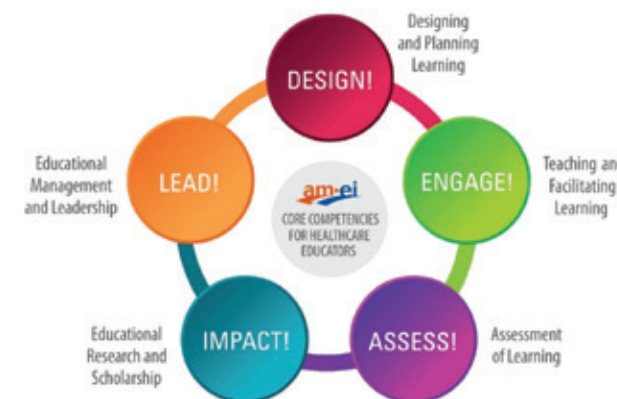 DESIGN!
Designing
and Planning
Learning
ENGAGE!
Teaching an
Facilitating
Learning
ASSESS!
Assessment
of Learning
IMPACT!
Educational
Research and
Scholarship
LEAD!
Educational
Management
and Leadership
am-ei
CORE COMPETENCIES
FOR HEALTHCARE
EDUCATORS